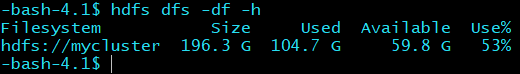 -bash-4.1$ hdfs dfs -df -h
Filesystem Size Used Available Use%
hdfs://mycluster 196.3 G 104.7 G 59.8 G 53%
-bash-4.1$